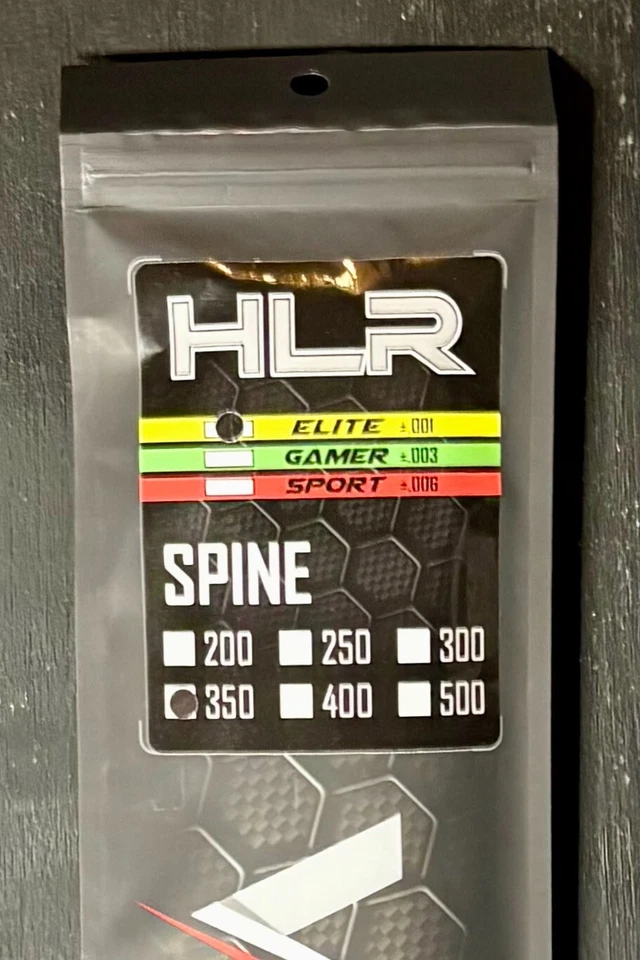 HLR
ELITE ±.001
GAMER ±.003
SPORT ±.006
SPINE
200 250 300
350 400 500